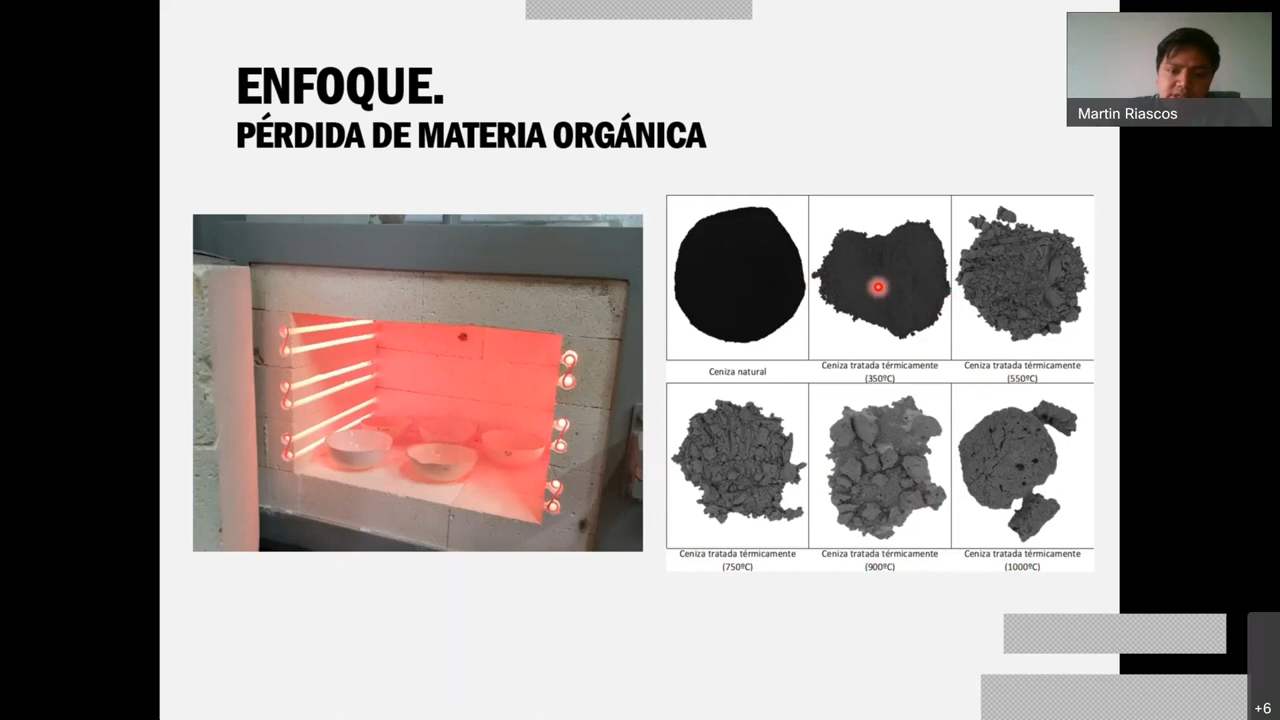 ENFOQUE.
PÉRDIDA DE MATERIA ORGÁNICA
Martin Riascos
Ceniza natural
Ceniza tratada térmicamente
(350ºC)
Ceniza tratada térmicamente
(550ºC)
Ceniza tratada térmicamente
(750ºC)
Ceniza tratada térmicamente
(900ºC)
Ceniza tratada térmicamente
(1000ºC)
+6